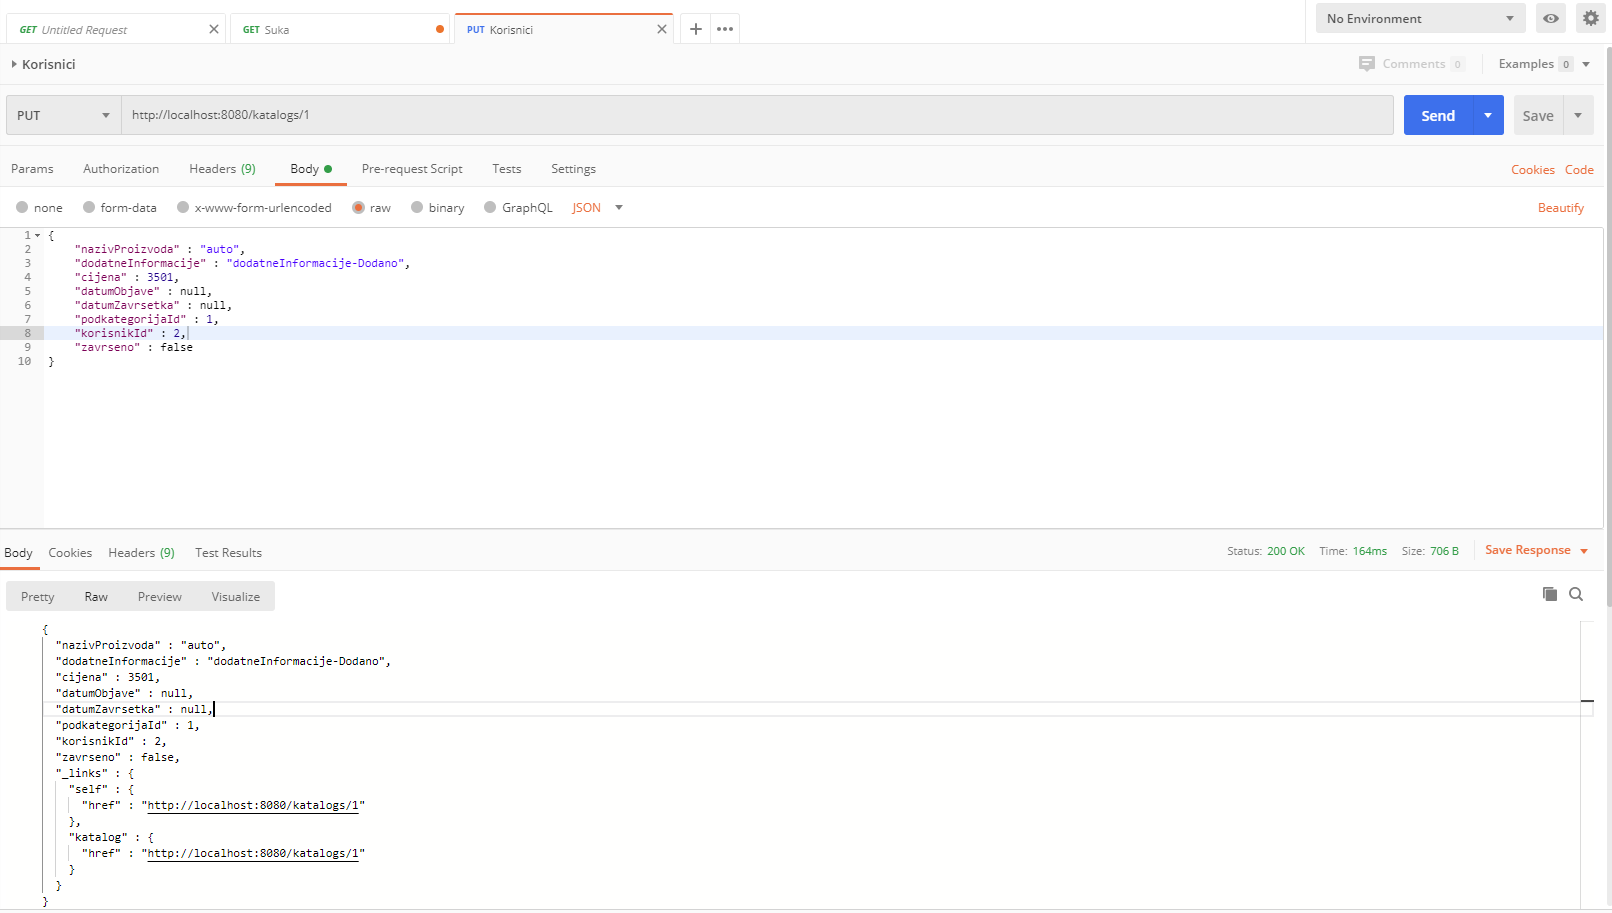 GET Untitled Request
GET Suka
PUT Korisnici
No Environment
Korisnici
Comments 0
Examples 0
PUT
http://localhost:8080/katalogs/1
Send
Save
Params Authorization Headers (9) Body Pre-request Script Tests Settings
Cookies Code
none form-data x-www-form-urlencoded raw binary GraphQL JSON
Beautify
1 {
2 "nazivProizvoda" : "auto",
3 "dodatneInformacije" : "dodatneInformacije-Dodano",
4 "cijena" : 3501,
5 "datumObjave" : null,
6 "datumZavrsetka" : null,
7 "podkategorijaId" : 1,
8 "korisnikId" : 2,
9 "zavrseno" : false
10 }
Body Cookies Headers (9) Test Results
Status: 200 OK Time: 164ms Size: 706 B Save Response
Pretty Raw Preview Visualize
{
"nazivProizvoda" : "auto",
"dodatneInformacije" : "dodatneInformacije-Dodano",
"cijena" : 3501,
"datumObjave" : null,
"datumZavrsetka" : null,
"podkategorijaId" : 1,
"korisnikId" : 2,
"zavrseno" : false,
"_links" : {
"self" : {
"href" : "http://localhost:8080/katalogs/1"
},
"katalog" : {
"href" : "http://localhost:8080/katalogs/1"
}
}
}